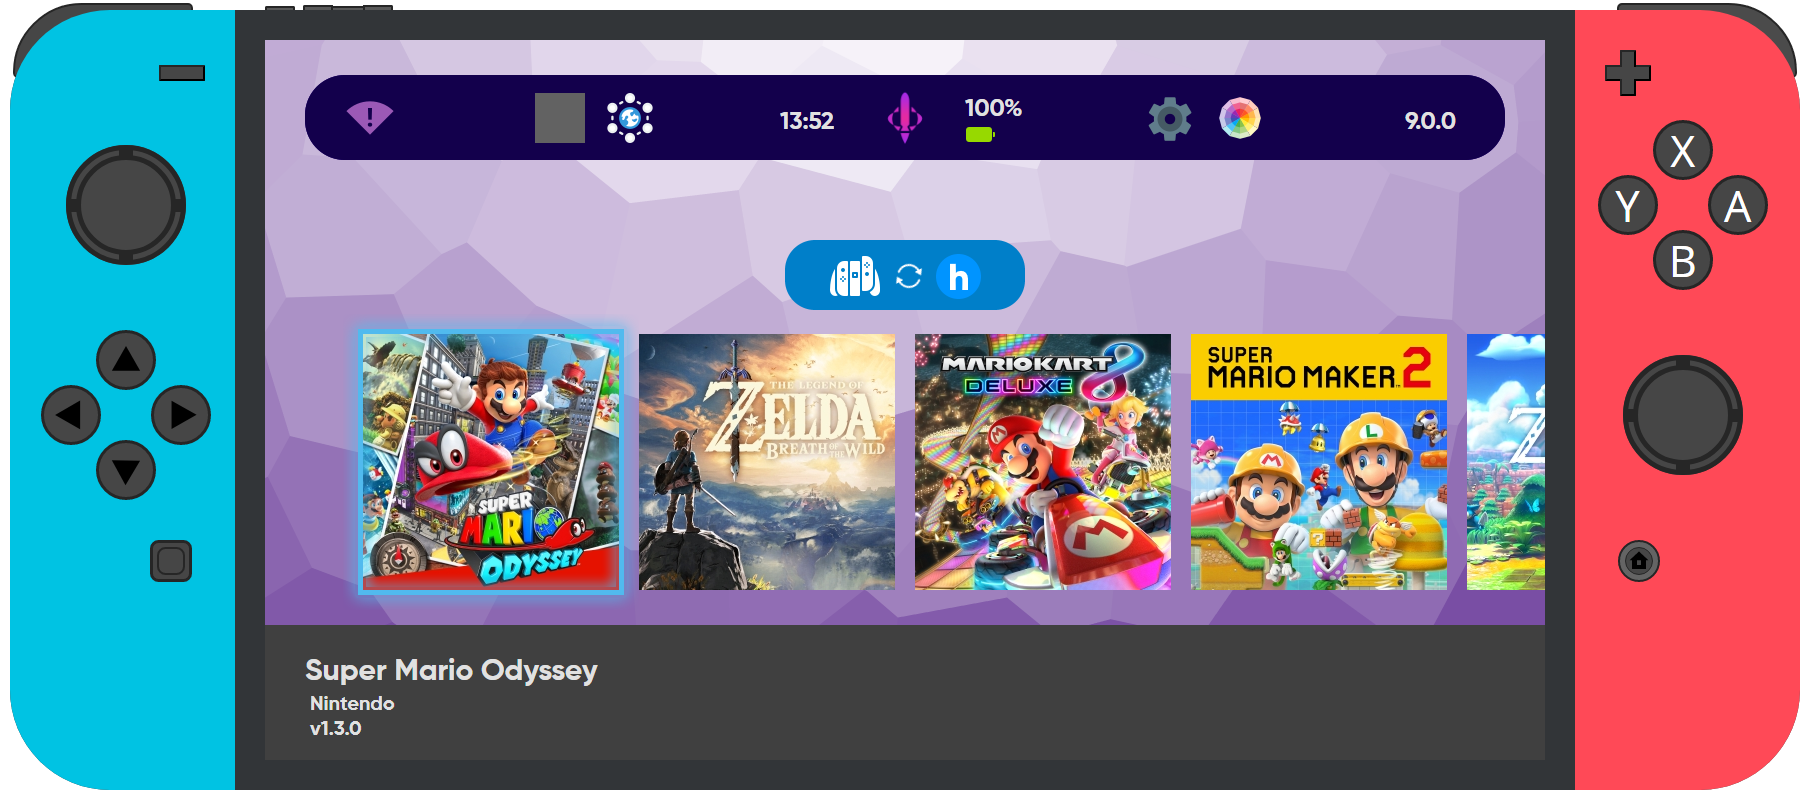 13:52
100%
9.0.0
X
Y
A
B
h
SUPER
MARIO
ODYSSEY
THE LEGEND OF
ZELDA
BREATH OF THE WILD
MARIOKART 8
DELUXE
SUPER
MARIO MAKER 2
L
M
Super Mario Odyssey
Nintendo
v1.3.0